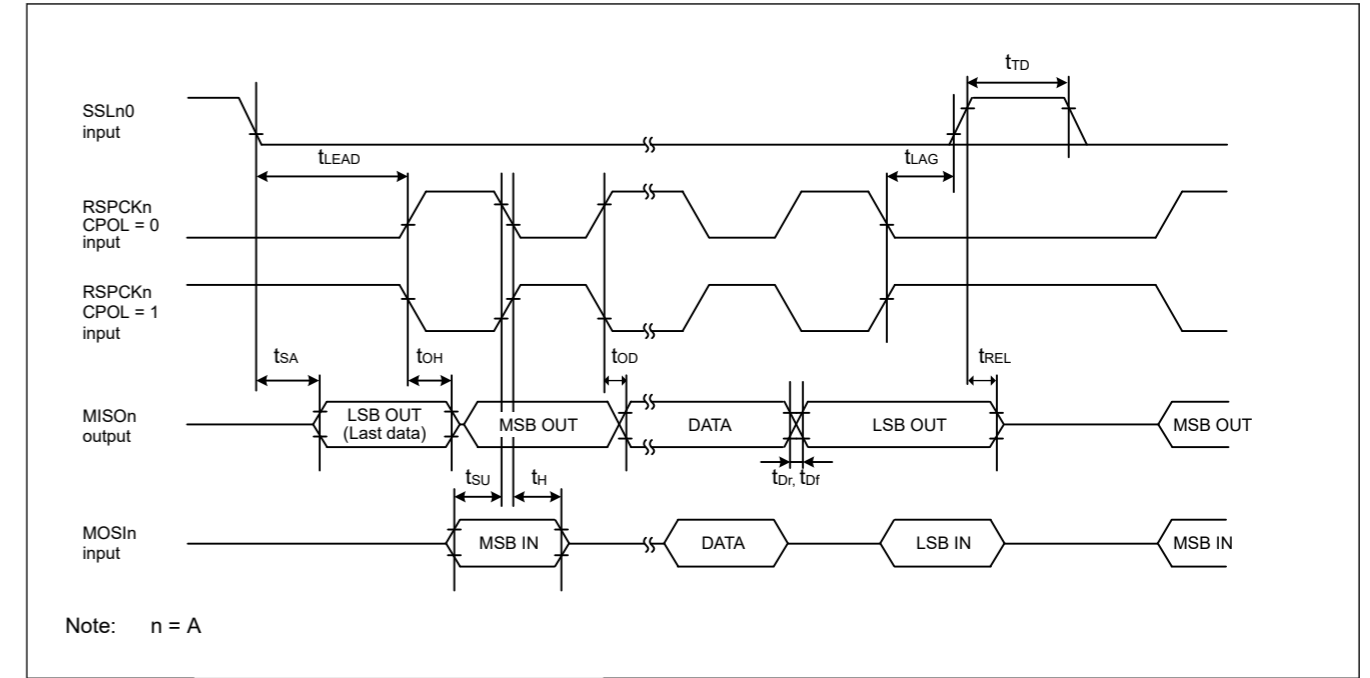 tTD
SSLn0
input
tLEAD
tLAG
RSPCKn
CPOL = 0
input
RSPCKn
CPOL = 1
input
tSA
tOH
tOD
tREL
MISOn
output
LSB OUT
(Last data)
MSB OUT
DATA
LSB OUT
MSB OUT
tSU
tH
tDr, tDf
MOSIn
input
MSB IN
DATA
LSB IN
MSB IN
Note: n = A